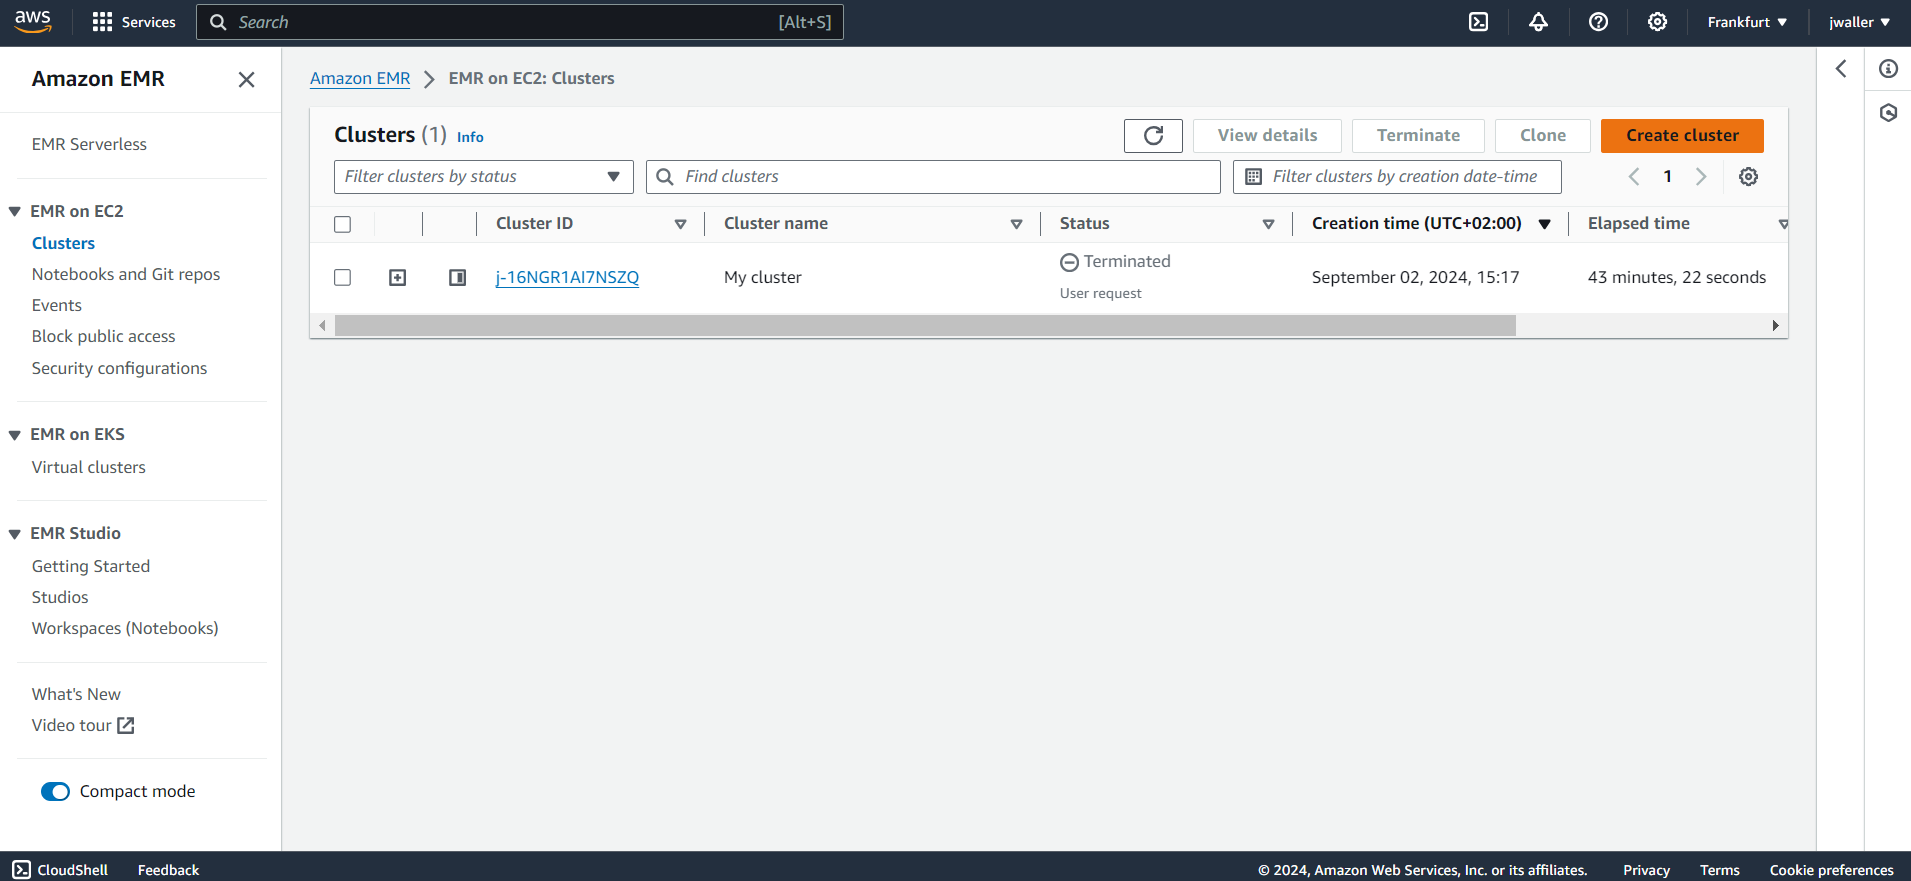 aws
Services
Search
[Alt+S]
Frankfurt
jwaller
Amazon EMR
EMR Serverless
EMR on EC2
Clusters
Notebooks and Git repos
Events
Block public access
Security configurations
EMR on EKS
Virtual clusters
EMR Studio
Getting Started
Studios
Workspaces (Notebooks)
What's New
Video tour
Compact mode
Amazon EMR
EMR on EC2: Clusters
Clusters (1) Info
View details
Terminate
Clone
Create cluster
Filter clusters by status
Find clusters
Filter clusters by creation date-time
1
Cluster ID
Cluster name
Status
Creation time (UTC+02:00)
Elapsed time
j-16NGR1AI7NSZQ
My cluster
Terminated
User request
September 02, 2024, 15:17
43 minutes, 22 seconds
CloudShell
Feedback
© 2024, Amazon Web Services, Inc. or its affiliates.
Privacy
Terms
Cookie preferences